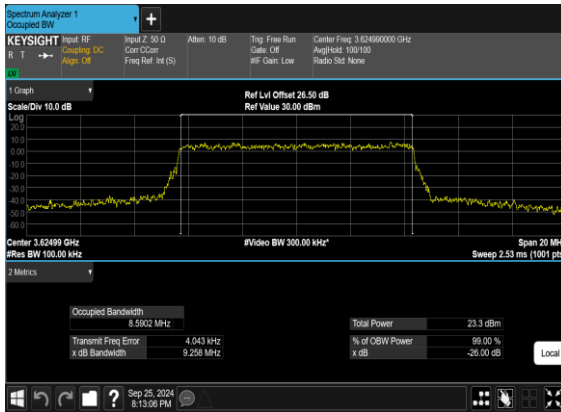 Spectrum Analyzer 1
Occupied BW
+
KEYSIGHT Input: RF Input Z: 50 Ω Atten: 10 dB Trig: Free Run Center Freq: 3.624990000 GHz
R T Coupling: DC Corr CCorr Gate: Off Avg|Hold: 100/100
Align: Off Freq Ref: Int (S) #IF Gain: Low Radio Std: None
1 Graph
Ref Lvl Offset 26.50 dB
Scale/Div 10.0 dB Ref Value 30.00 dBm
Log
20.0
10.0
0.00
-10.0
-20.0
-30.0
-40.0
-50.0
-60.0
Center 3.62499 GHz #Video BW 300.00 kHz* Span 20 MH
#Res BW 100.00 kHz Sweep 2.53 ms (1001 pts
2 Metrics
Occupied Bandwidth
8.5902 MHz Total Power 23.3 dBm
Transmit Freq Error 4.043 kHz % of OBW Power 99.00 %
x dB Bandwidth 9.258 MHz x dB -26.00 dB
Local
? Sep 25, 2024
8:13:06 PM